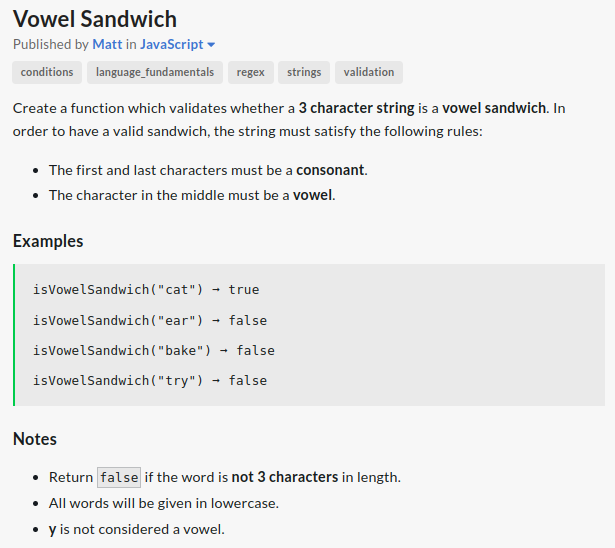 Vowel Sandwich
Published by Matt in JavaScript
conditions language_fundamentals regex strings validation
Create a function which validates whether a 3 character string is a vowel sandwich. In
order to have a valid sandwich, the string must satisfy the following rules:
• The first and last characters must be a consonant.
• The character in the middle must be a vowel.
Examples
isVowelSandwich("cat") → true
isVowelSandwich("ear") → false
isVowelSandwich("bake") → false
isVowelSandwich("try") → false
Notes
• Return false if the word is not 3 characters in length.
• All words will be given in lowercase.
• y is not considered a vowel.